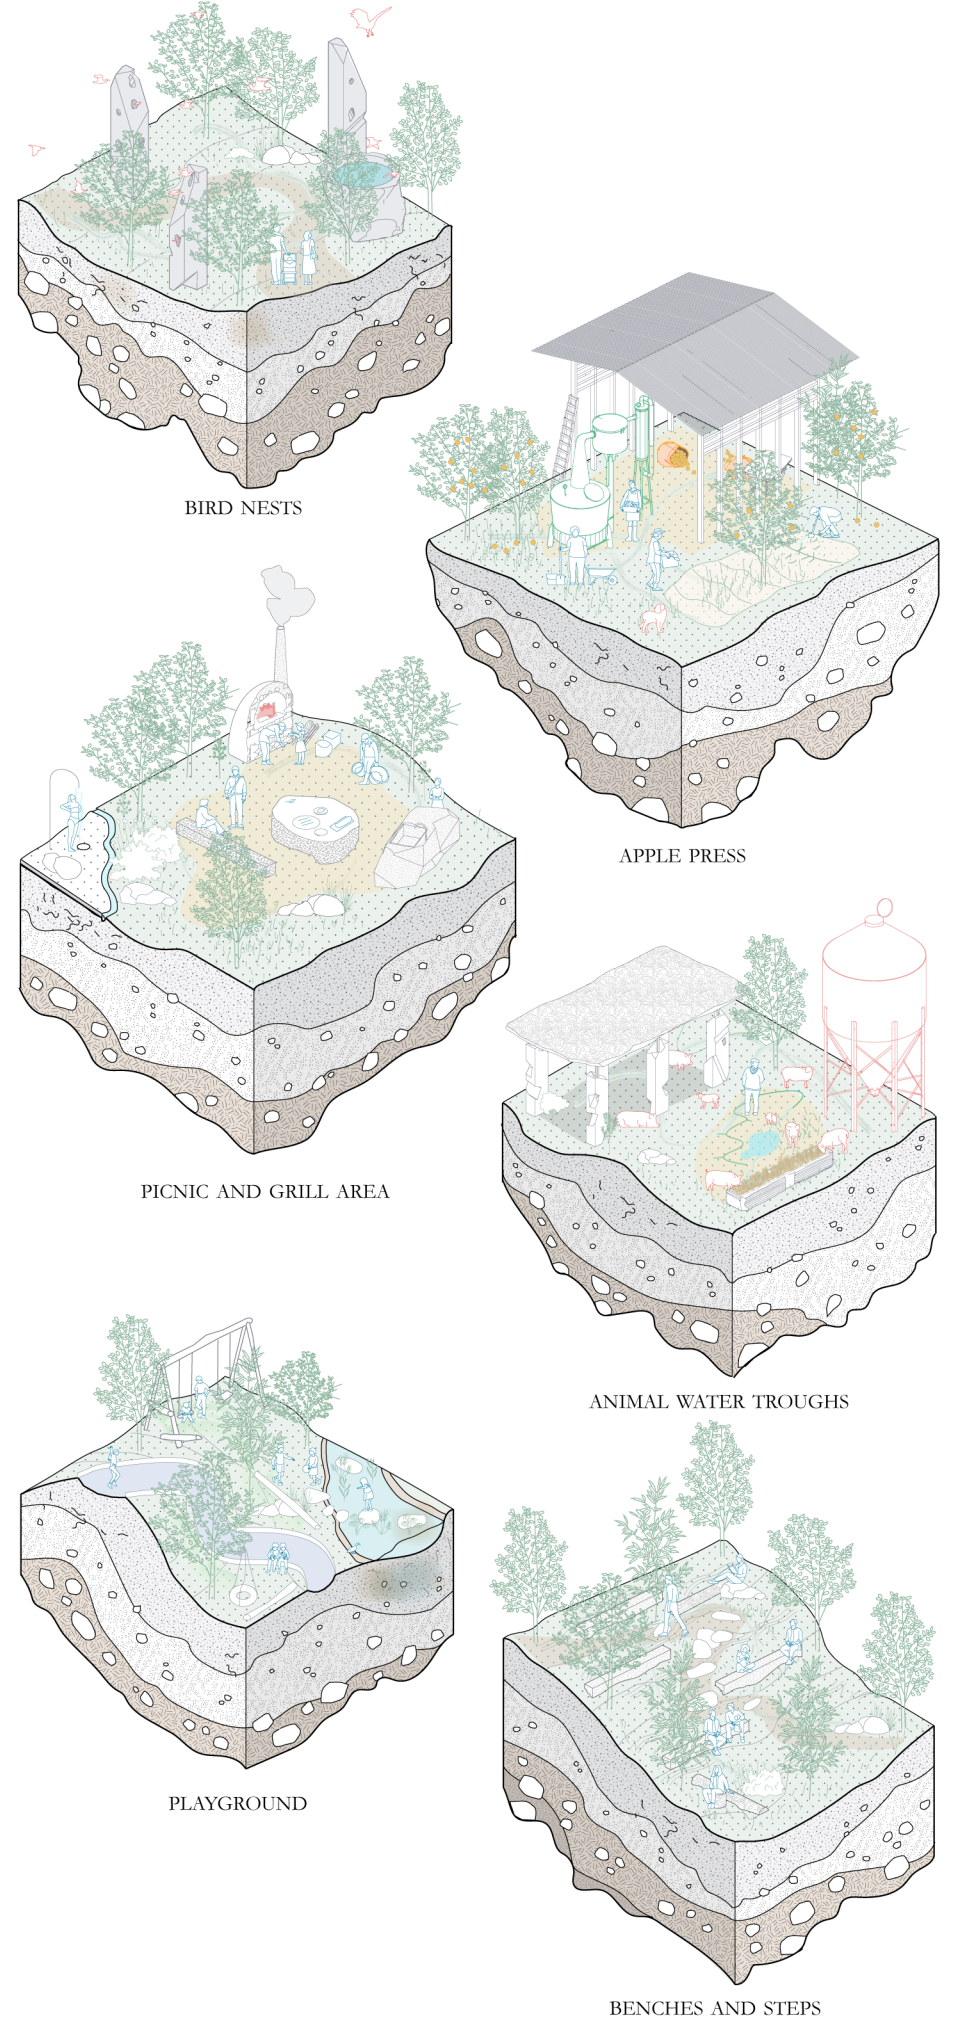 BIRD NESTS
APPLE PRESS
PICNIC AND GRILL AREA
ANIMAL WATER TROUGHS
PLAYGROUND
BENCHES AND STEPS